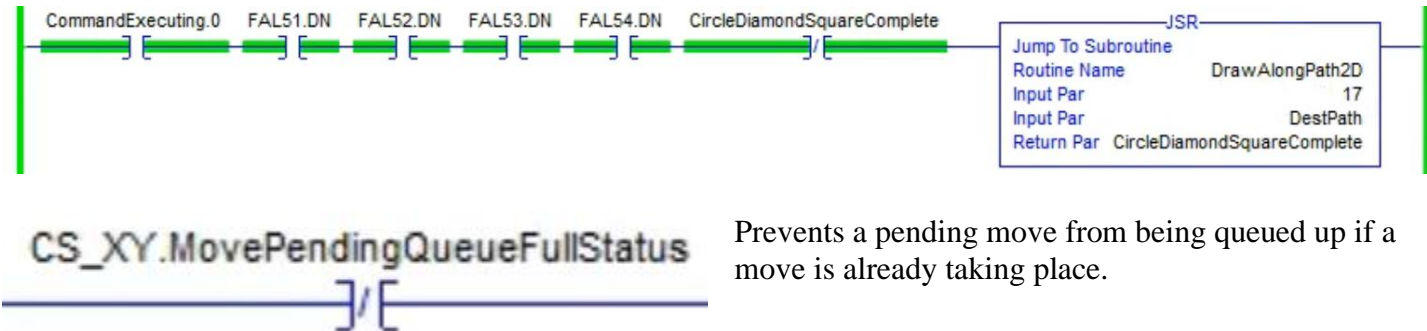 CommandExecuting.0 FAL51.DN FAL52.DN FAL53.DN FAL54.DN CircleDiamondSquareComplete
JSR
Jump To Subroutine
Routine Name DrawAlongPath2D
Input Par 17
Input Par DestPath
Return Par CircleDiamondSquareComplete
CS_XY.MovePendingQueueFullStatus
Prevents a pending move from being queued up if a
move is already taking place.